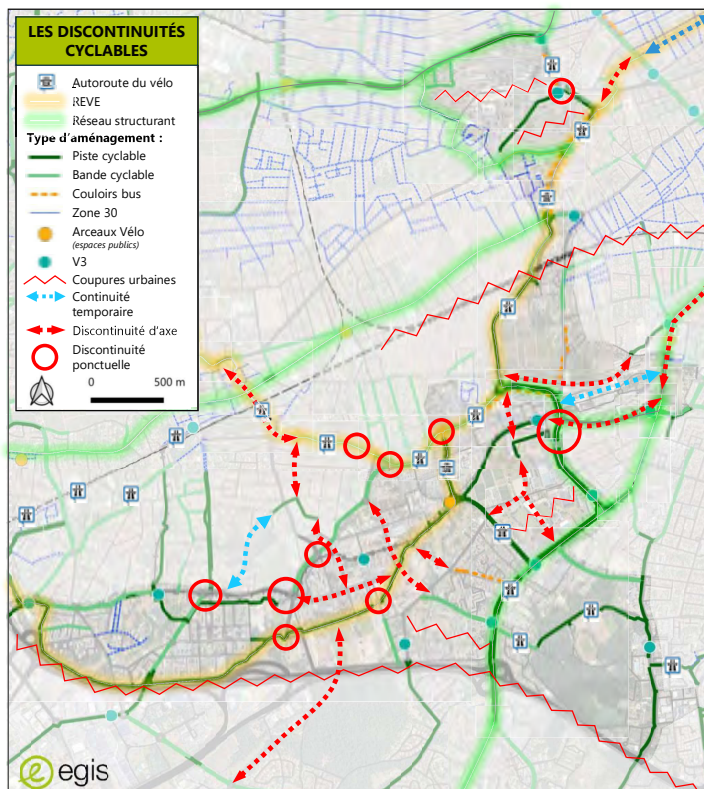 LES DISCONTINUITÉS
CYCLABLES
Autoroute du vélo
REVE
Réseau structurant
Type d'aménagement :
Piste cyclable
Bande cyclable
Couloirs bus
Zone 30
Arceaux Vélo
(espaces publics)
V3
Coupures urbaines
Continuité
temporaire
Discontinuité d'axe
Discontinuité
ponctuelle
0 500 m
egis